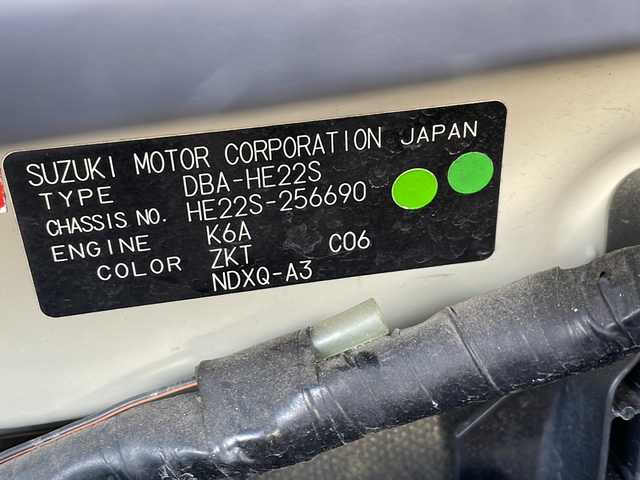 SUZUKI MOTOR CORPORATION JAPAN
TYPE DBA-HE22S
CHASSIS NO. HE22S-256690
ENGINE K6A
COLOR ZKT C06
NDXQ-A3